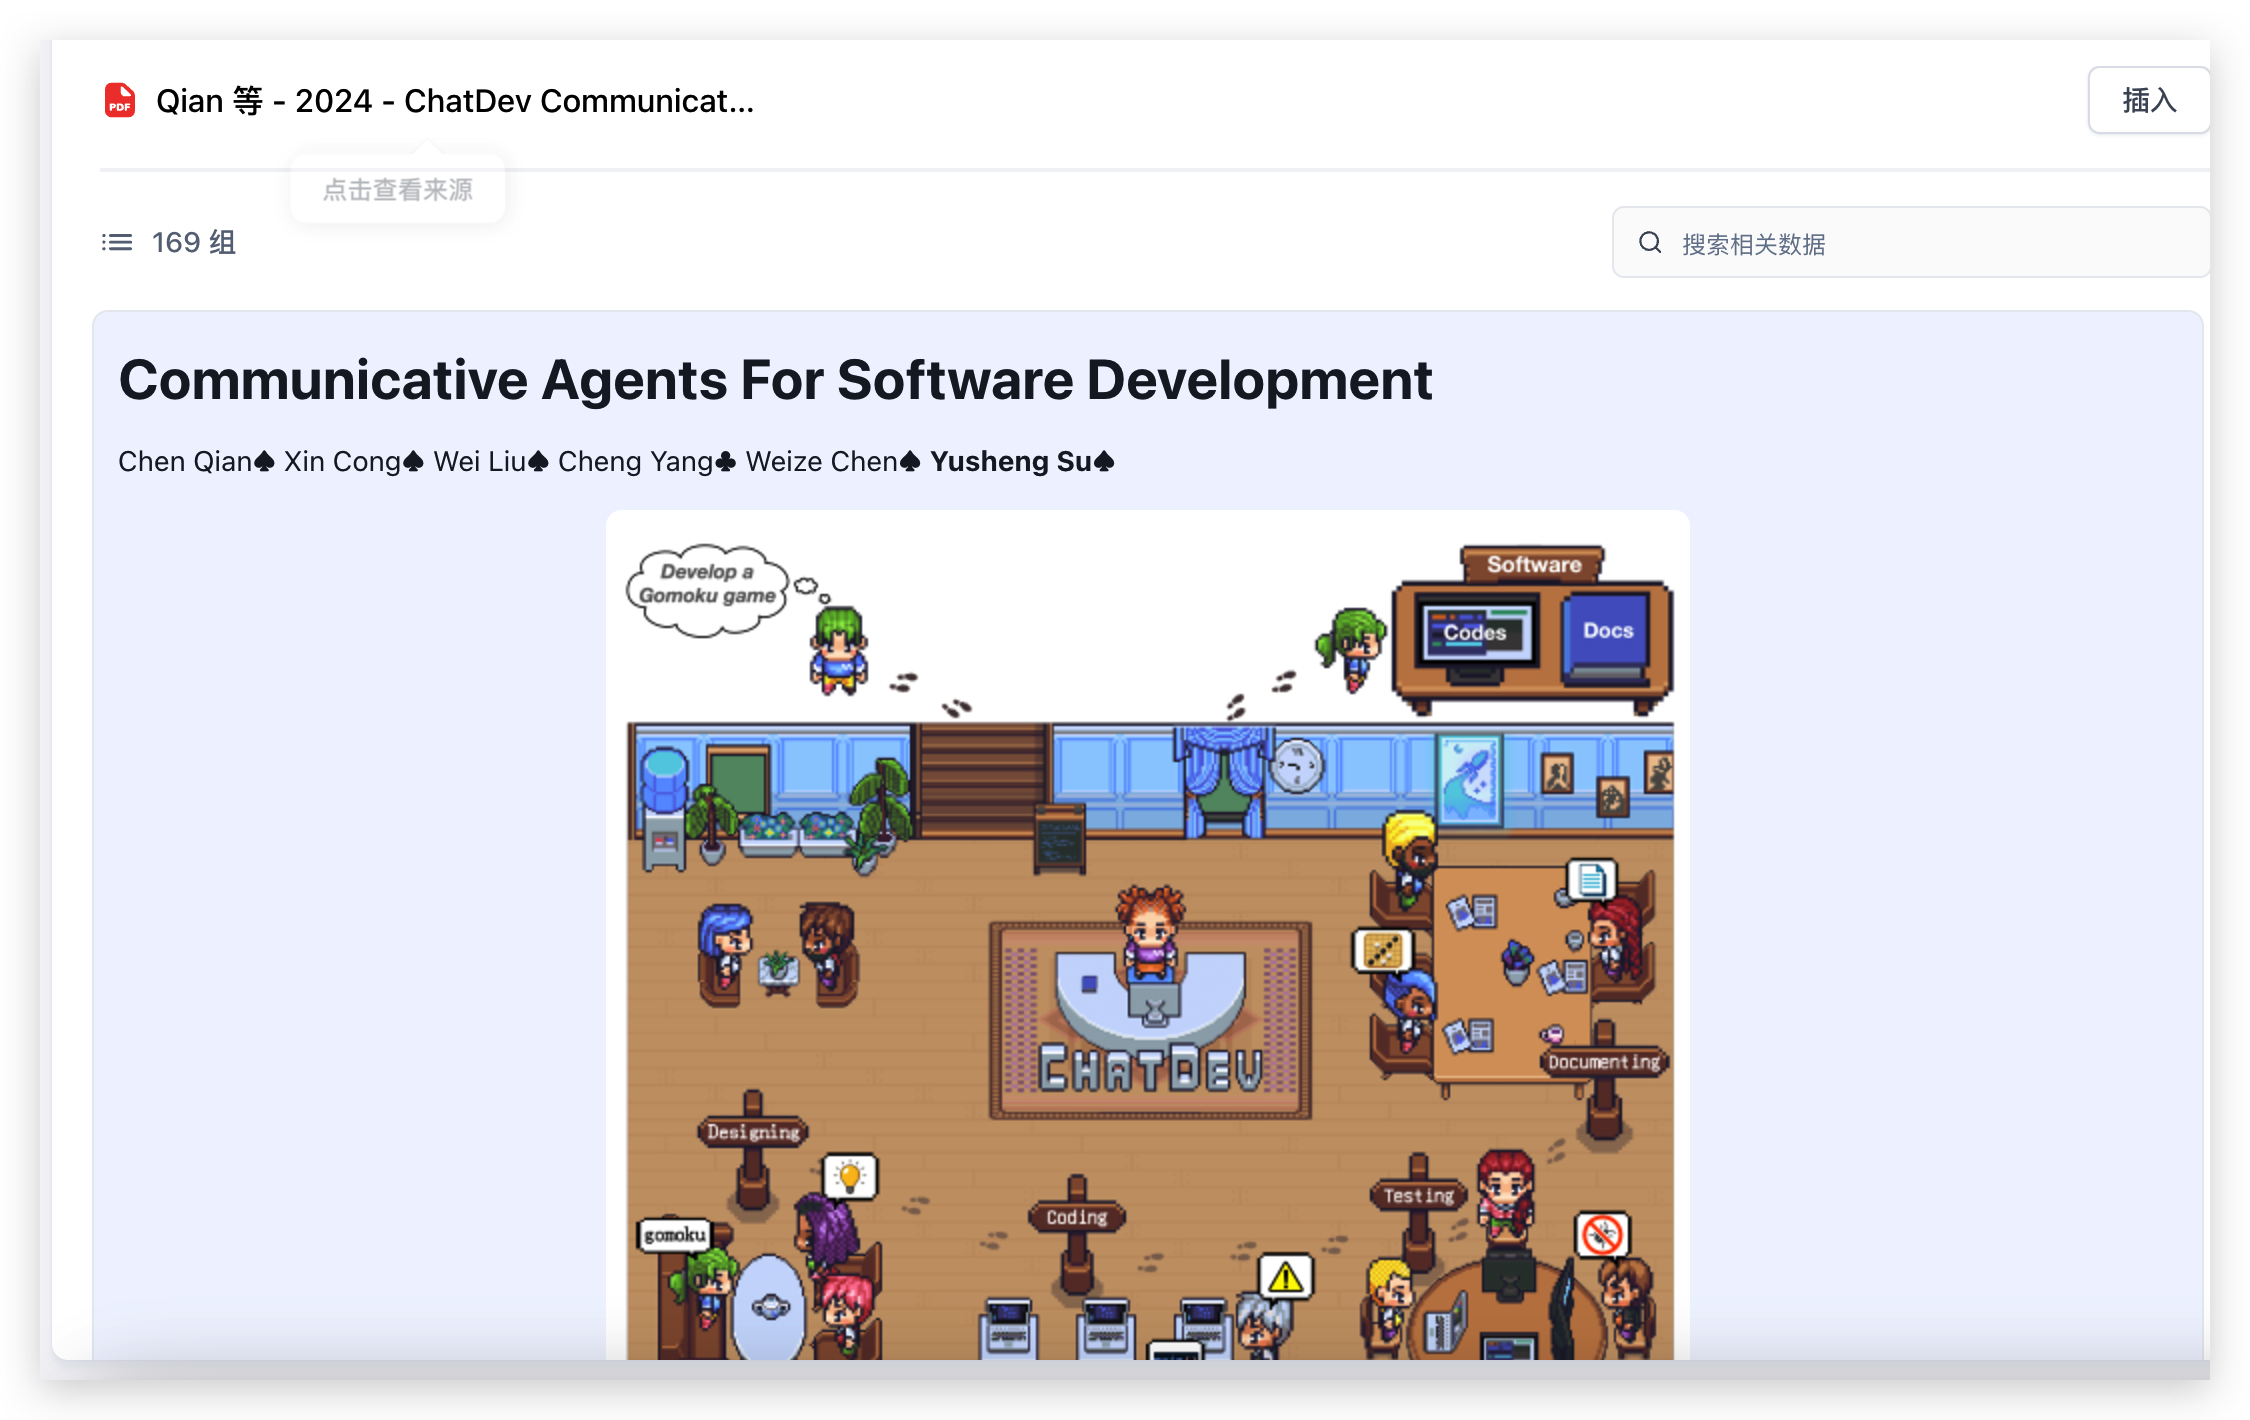 PDF
Qian 等 - 2024 - ChatDev Communicat...
插入
点击查看来源
169 组
搜索相关数据
Communicative Agents For Software Development
Chen Qian♠ Xin Cong♠ Wei Liu♠ Cheng Yang♣ Weize Chen♠ Yusheng Su♠
Develop a
Gomoku game
Software
Codes
Docs
CHATDEV
Documenting
Designing
Testing
Coding
gomoku